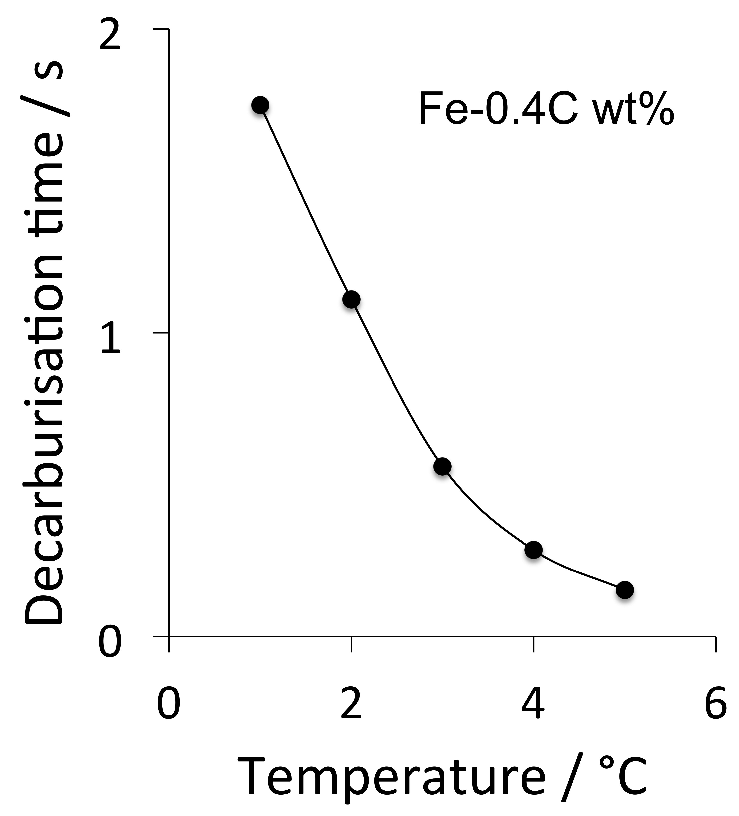 2
Fe-0.4C wt%
Decarburisation time / s
1
0
0 2 4 6
Temperature / °C